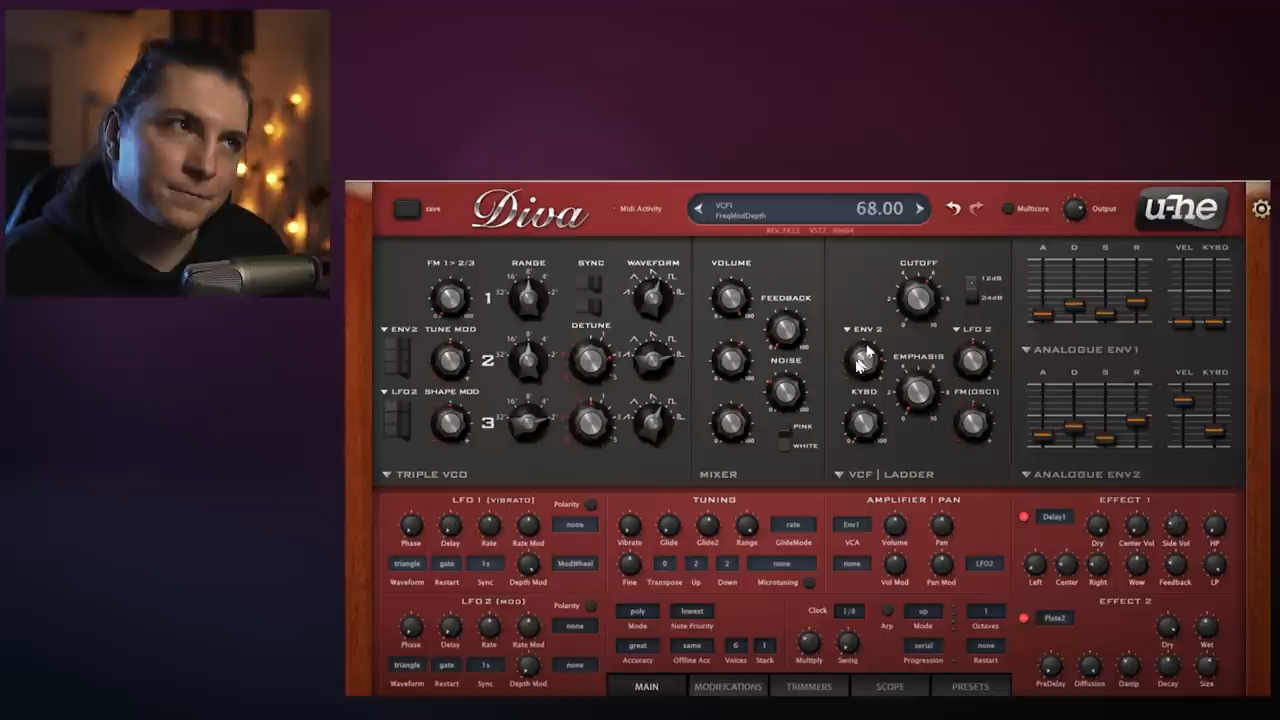 save
Diva
Midi Activity
VCF1
FreqModDepth
68.00
Multicore
Output
u-he
FM 1 > 2/3
RANGE
SYNC
WAVEFORM
VOLUME
FEEDBACK
CUTOFF
12dB
24dB
A D S R
VEL KYBD
ENV2
TUNE MOD
DETUNE
NOISE
ENV 2
EMPHASIS
LFO 2
ANALOGUE ENV1
LFO2
SHAPE MOD
1
2
3
PINK
WHITE
KYBD
FM(OSC1)
A D S R
VEL KYBD
TRIPLE VCO
MIXER
VCF | LADDER
ANALOGUE ENV2
LFO 1 [VIBRATO]
Polarity
none
Phase Delay Rate Rate Mod
triangle gate 1s ModWheel
Waveform Restart Sync Depth Mod
TUNING
rate
Vibrato Glide Glide2 Range GlideMode
0 2 2 none
Fine Transpose Up Down Microtuning
AMPLIFIER | PAN
Env1
VCA Volume Pan
none LFO2
Vol Mod Pan Mod
EFFECT 1
Delay1
Dry Center Vol Side Vol HP
Left Center Right Wow Feedback LP
LFO 2 [MOD]
Polarity
none
Phase Delay Rate Rate Mod
triangle gate 1s none
Waveform Restart Sync Depth Mod
poly lowest
Mode Note Priority
great same 6 1
Accuracy Offline Acc Voices Stack
Clock 1/8 up 1
Arp Mode Octaves
serial none
Multiply Swing Progression Restart
EFFECT 2
Plate2
Dry Wet
PreDelay Diffusion Damp Decay Size
MAIN MODIFICATIONS TRIMMERS SCOPE PRESETS